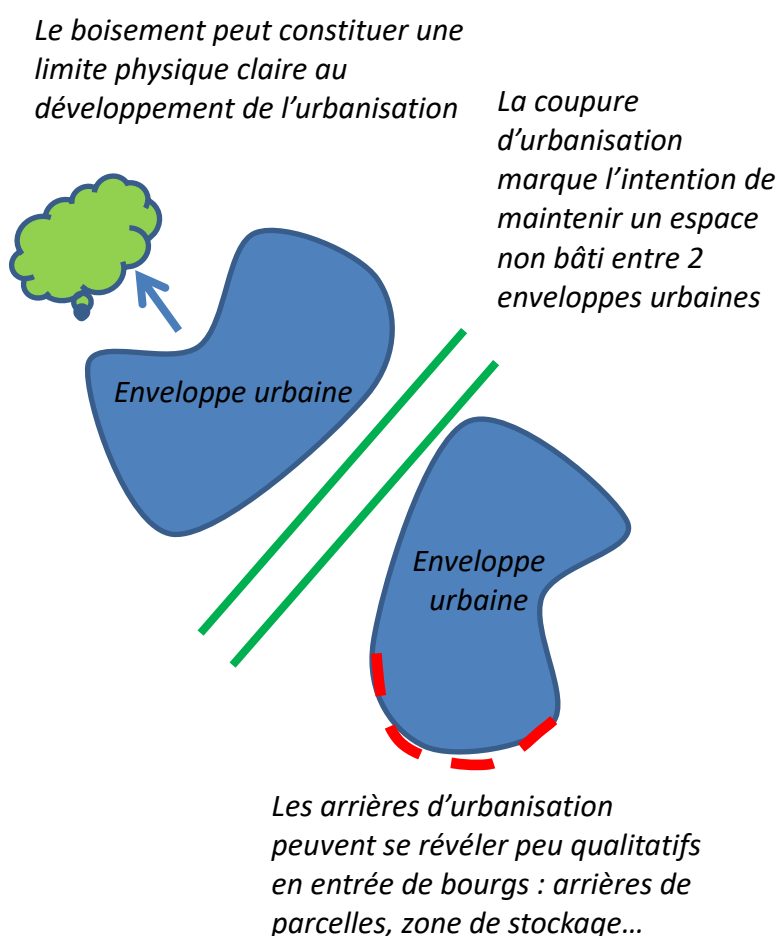 Le boisement peut constituer une
limite physique claire au
développement de l’urbanisation
La coupure
d’urbanisation
marque l’intention de
maintenir un espace
non bâti entre 2
enveloppes urbaines
Enveloppe urbaine
Enveloppe
urbaine
Les arrières d’urbanisation
peuvent se révéler peu qualitatifs
en entrée de bourgs : arrières de
parcelles, zone de stockage…